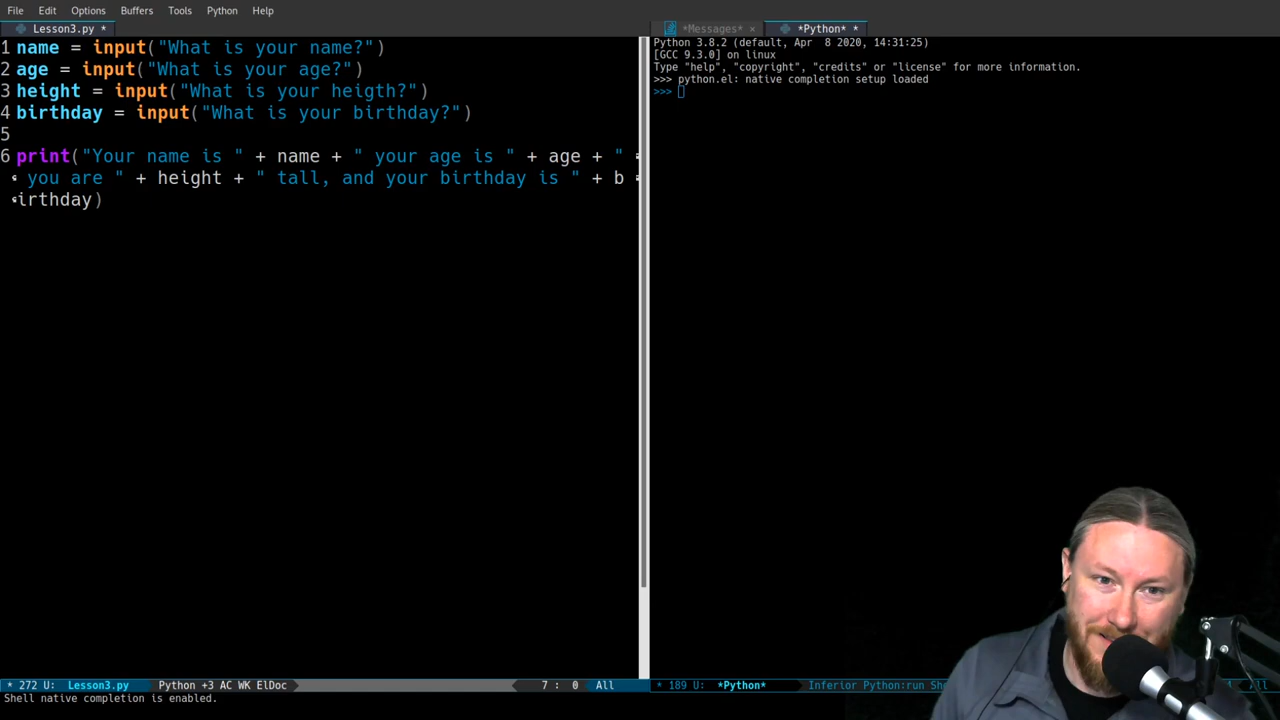 File Edit Options Buffers Tools Python Help
Lesson3.py *
1 name = input("What is your name?")
2 age = input("What is your age?")
3 height = input("What is your heigth?")
4 birthday = input("What is your birthday?")
5
6 print("Your name is " + name + " your age is " + age + "
you are " + height + " tall, and your birthday is " + b
irthday)
* 272 U: Lesson3.py Python +3 AC WK ElDoc 7: 0 All
Shell native completion is enabled.
*Messages* × *Python* *
Python 3.8.2 (default, Apr 8 2020, 14:31:25)
[GCC 9.3.0] on linux
Type "help", "copyright", "credits" or "license" for more information.
>>> python.el: native completion setup loaded
>>>
* 189 U: *Python* Inferior Python:run She